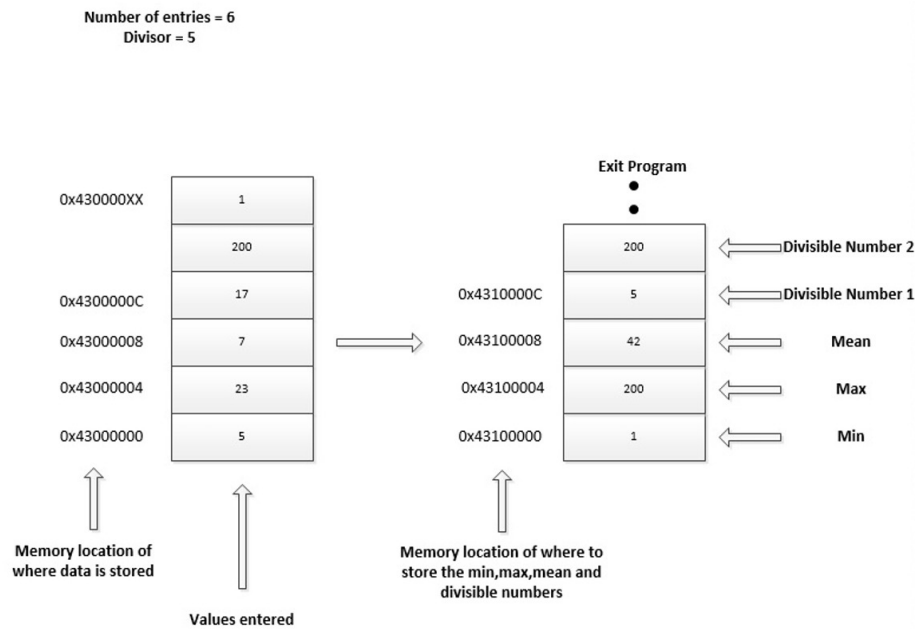 Number of entries = 6
Divisor = 5
Exit Program
0x430000XX 1
200 200 Divisible Number 2
0x4300000C 17 0x4310000C 5 Divisible Number 1
0x43000008 7 0x43100008 42 Mean
0x43000004 23 0x43100004 200 Max
0x43000000 5 0x43100000 1 Min
Memory location of
where data is stored
Memory location of where to
store the min,max,mean and
divisible numbers
Values entered